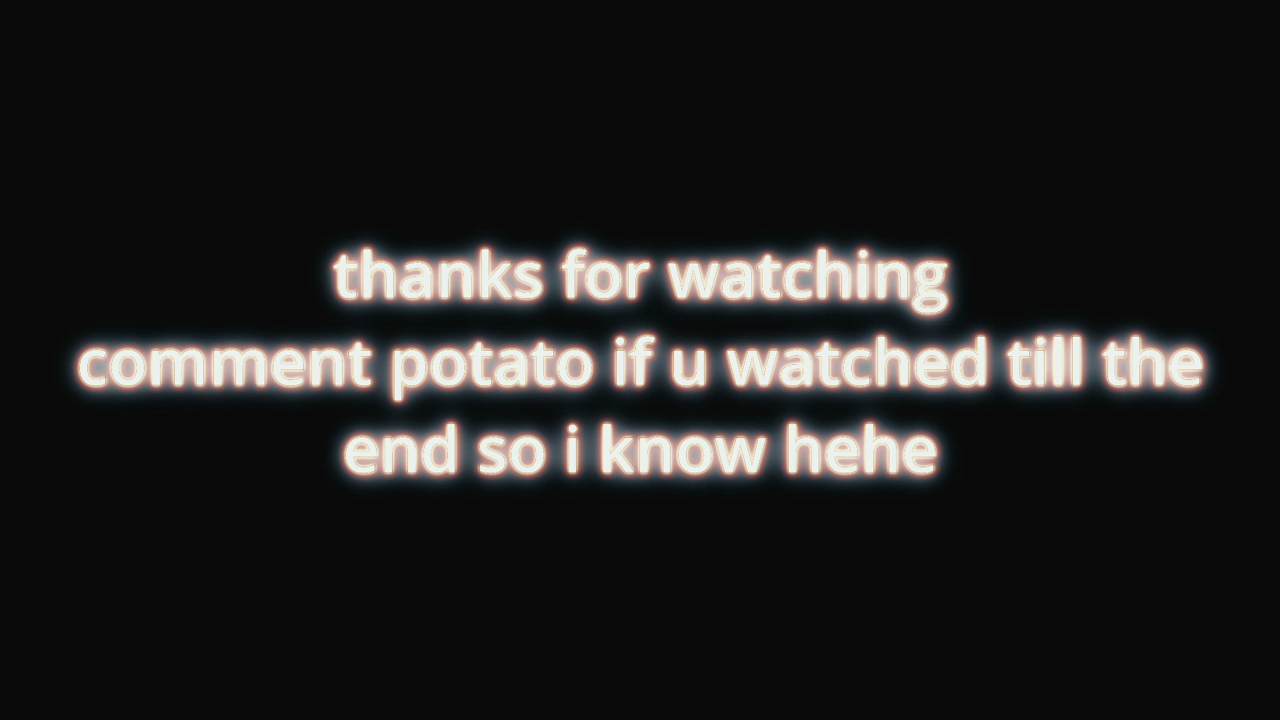 thanks for watching
comment potato if u watched till the
end so i know hehe